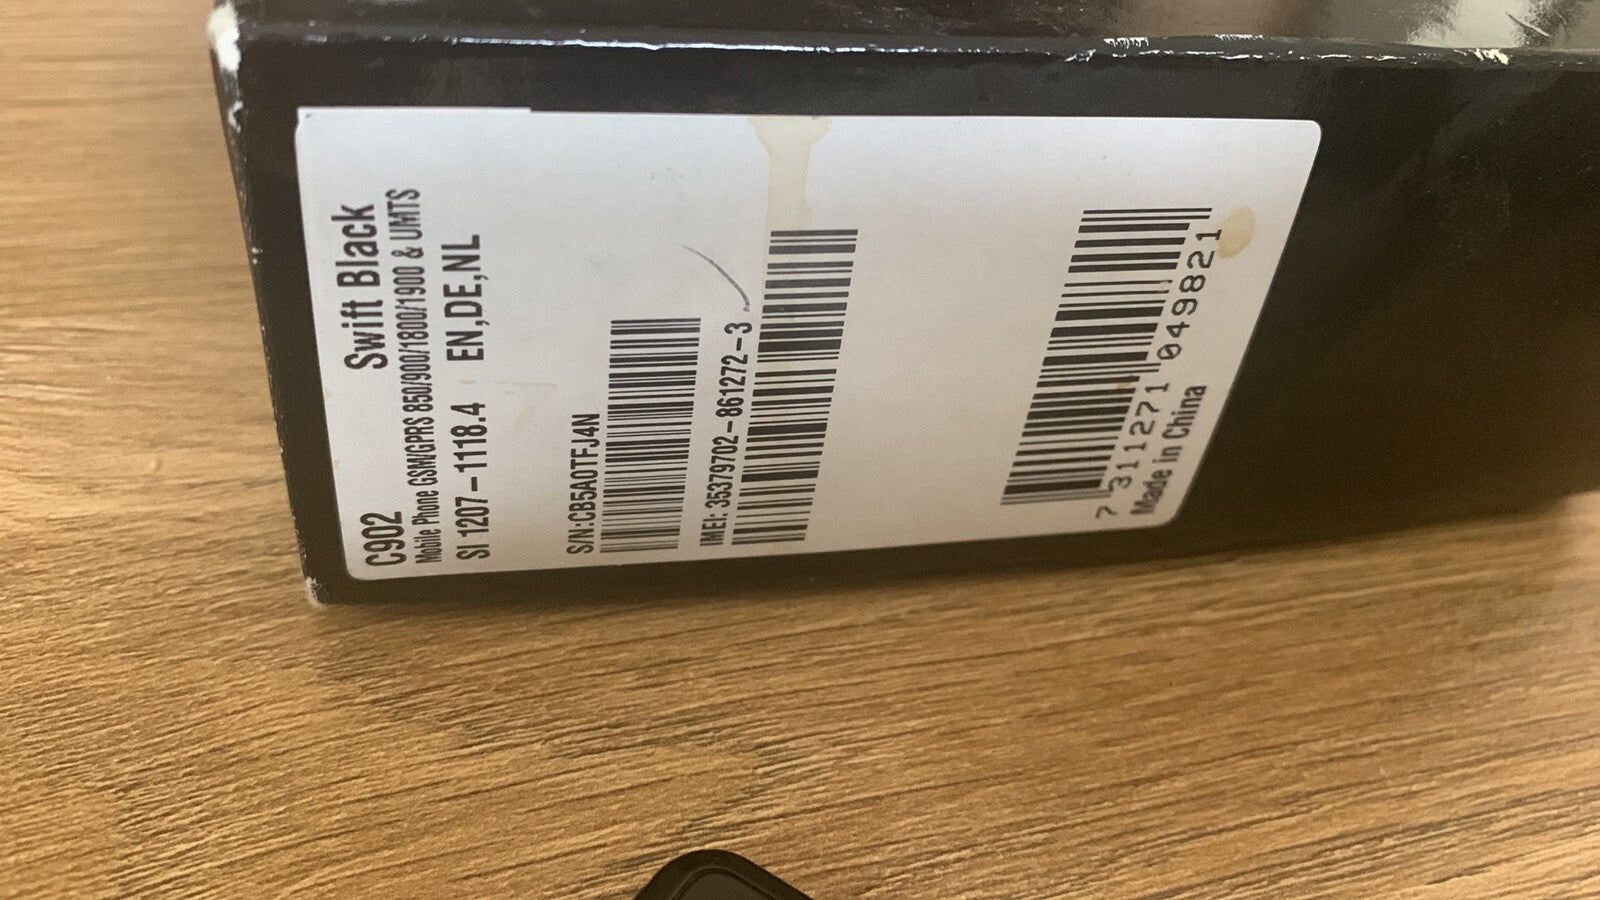 C902 Swift Black
Mobile Phone GSM/GPRS 850/900/1800/1900 & UMTS
SI 1207-1118.4 EN,DE,NL
S/N:CB5A0TFJ4N
IMEI: 35379702-861272-3
7 311271 049821
Made in China